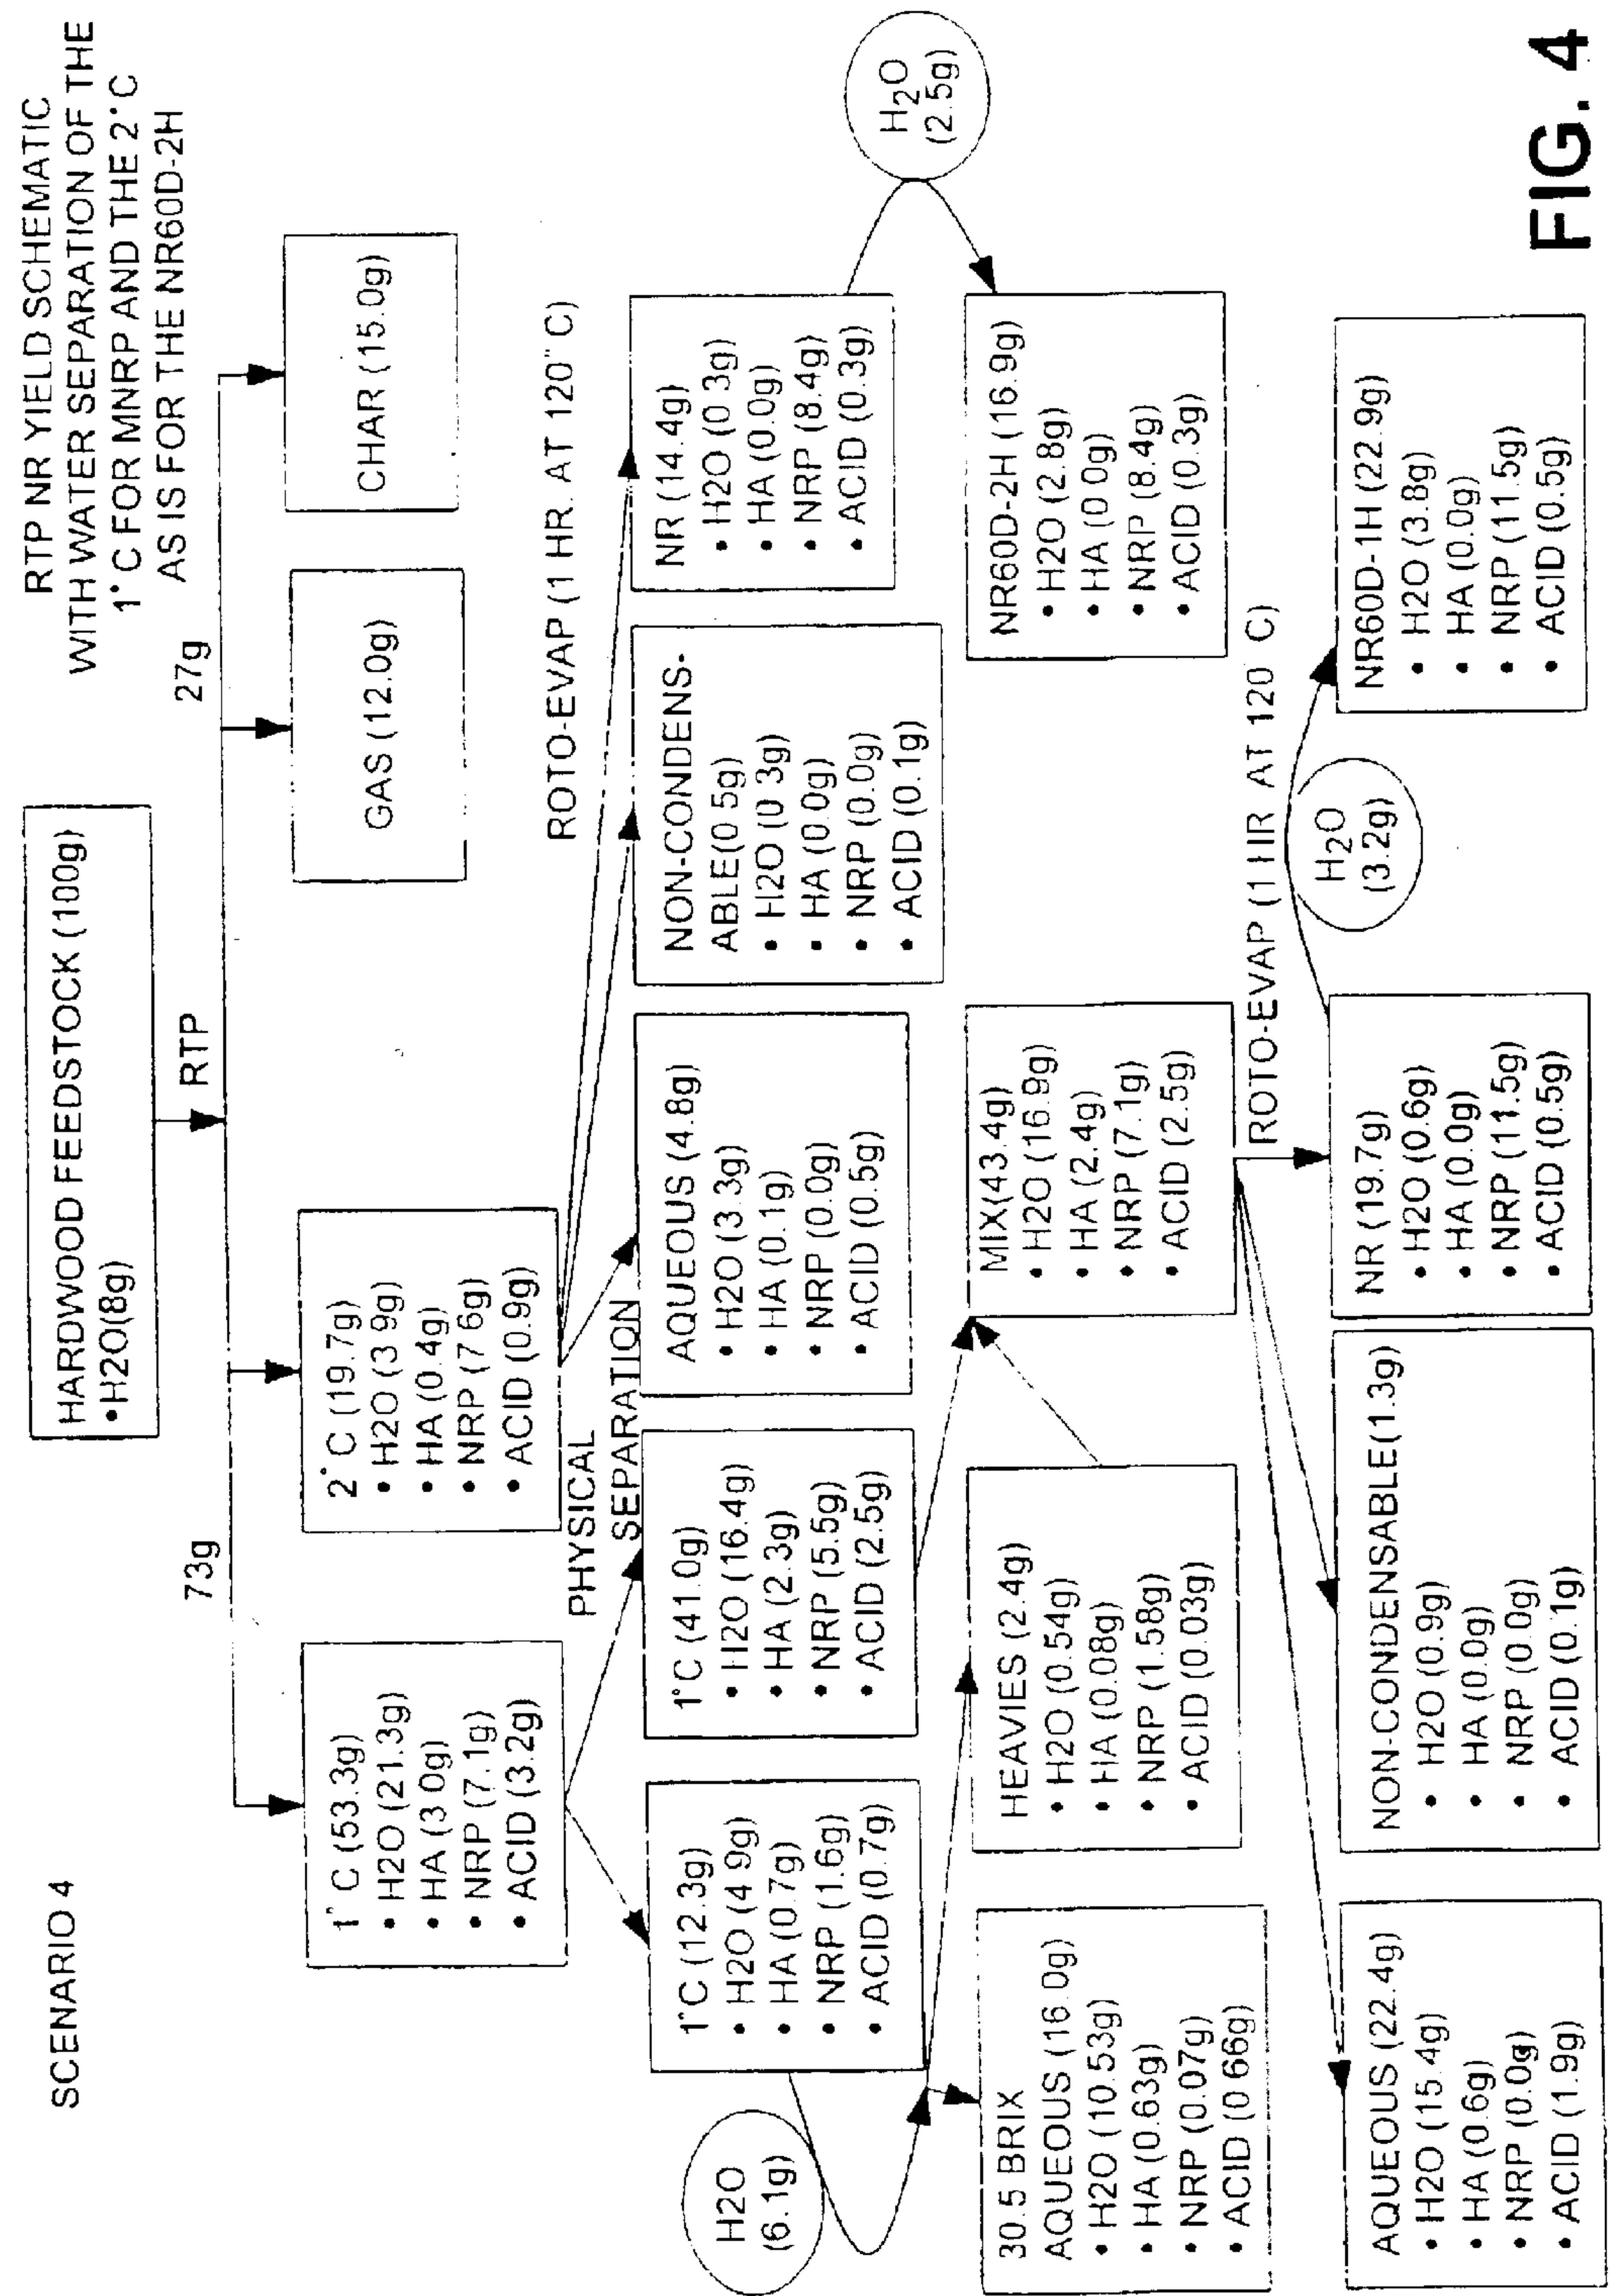 SCENARIO 4
RTP NR YIELD SCHEMATIC
WITH WATER SEPARATION OF THE
1°C FOR MNRP AND THE 2°C
AS IS FOR THE NR60D-2H
HARDWOOD FEEDSTOCK (100g)
•H2O(8g)
RTP
73g
27g
1°C (53.3g)
• H2O (21.3g)
• HA (3 0g)
• NRP (7.1g)
• ACID (3.2g)
2°C (19.7g)
• H2O (3 9g)
• HA (0.4g)
• NRP (7 6g)
• ACID (0.9g)
GAS (12.0g)
CHAR (15.0g)
PHYSICAL
SEPARATION
ROTO-EVAP (1 HR. AT 120°C)
1°C (12.3g)
• H2O (4 9g)
• HA (0.7g)
• NRP (1.6g)
• ACID (0.7g)
1°C (41.0g)
• H2O (16.4g)
• HA (2.3g)
• NRP (5.5g)
• ACID (2.5g)
AQUEOUS (4.8g)
• H2O (3 3g)
• HA (0.1g)
• NRP (0.0g)
• ACID (0.5g)
NON-CONDENS-
ABLE(0 5g)
• H2O (0 3g)
• HA (0.0g)
• NRP (0.0g)
• ACID (0.1g)
NR (14.4g)
• H2O (0 3g)
• HA (0.0g)
• NRP (8.4g)
• ACID (0.3g)
H2O
(6.1g)
H2O
(2.5g)
30.5 BRIX
AQUEOUS (16 0g)
• H2O (10.53g)
• HA (0.63g)
• NRP (0.07g)
• ACID (0 66g)
HEAVIES (2.4g)
• H2O (0.54g)
• HA (0.08g)
• NRP (1.58g)
• ACID (0.03g)
MIX(43.4g)
• H2O (16.9g)
• HA (2.4g)
• NRP (7.1g)
• ACID (2.5g)
NR60D-2H (16.9g)
• H2O (2.8g)
• HA (0 0g)
• NRP (8.4g)
• ACID (0.3g)
ROTO-EVAP (1 HR AT 120 C)
H2O
(3.2g)
AQUEOUS (22.4g)
• H2O (15.4g)
• HA (0.6g)
• NRP (0.0g)
• ACID (1.9g)
NON-CONDENSABLE(1.3g)
• H2O (0.9g)
• HA (0.0g)
• NRP (0.0g)
• ACID (0.1g)
NR (19.7g)
• H2O (0.6g)
• HA (0.0g)
• NRP (11.5g)
• ACID (0.5g)
NR60D-1H (22.9g)
• H2O (3.8g)
• HA (0.0g)
• NRP (11.5g)
• ACID (0.5g)
FIG. 4